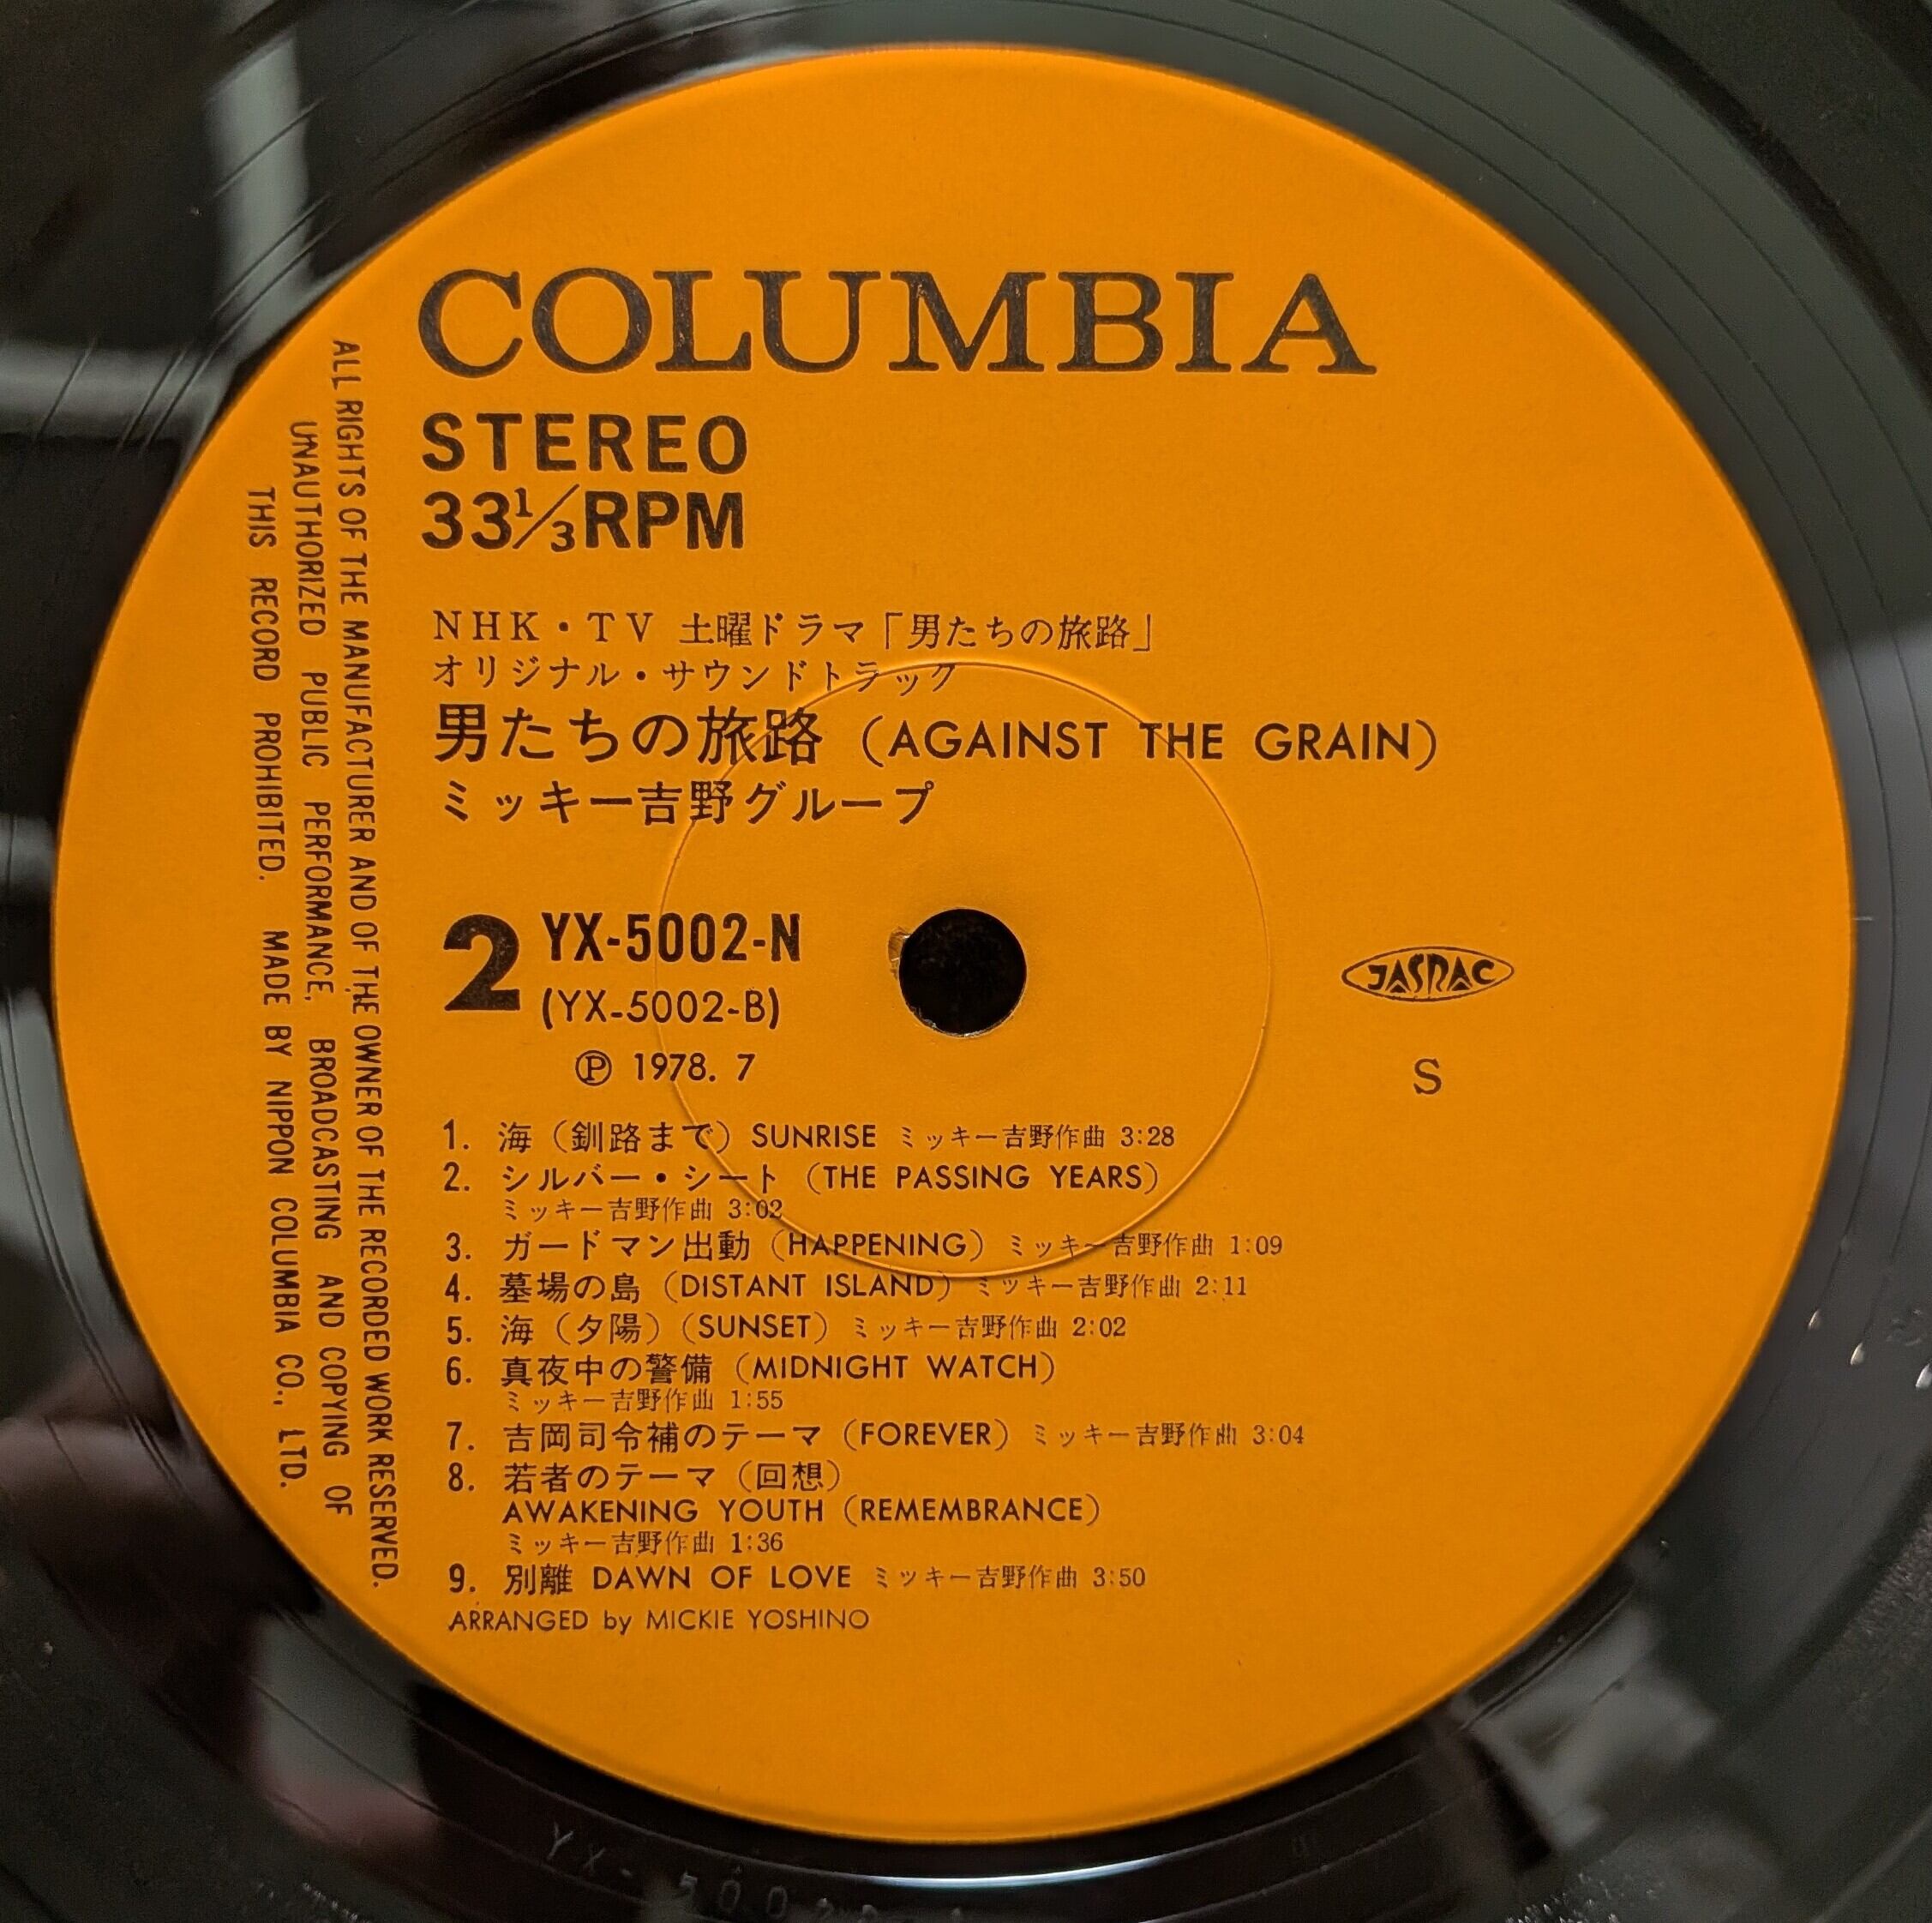 COLUMBIA
STEREO
33 1/3 RPM
NHK・TV 土曜ドラマ「男たちの旅路」
オリジナル・サウンドトラック
男たちの旅路 (AGAINST THE GRAIN)
ミッキー吉野グループ
2 YX-5002-N
(YX-5002-B)
Ⓟ 1978. 7
JASRAC
S
1. 海（釧路まで）SUNRISE ミッキー吉野作曲 3:28
2. シルバー・シート（THE PASSING YEARS）
ミッキー吉野作曲 3:02
3. ガードマン出動（HAPPENING）ミッキー吉野作曲 1:09
4. 墓場の島（DISTANT ISLAND）ミッキー吉野作曲 2:11
5. 海（夕陽）（SUNSET）ミッキー吉野作曲 2:02
6. 真夜中の警備（MIDNIGHT WATCH）
ミッキー吉野作曲 1:55
7. 吉岡司令補のテーマ（FOREVER）ミッキー吉野作曲 3:04
8. 若者のテーマ（回想）
AWAKENING YOUTH（REMEMBRANCE）
ミッキー吉野作曲 1:36
9. 別離 DAWN OF LOVE ミッキー吉野作曲 3:50
ARRANGED by MICKIE YOSHINO
ALL RIGHTS OF THE MANUFACTURER AND OF THE OWNER OF THE RECORDED WORK RESERVED.
UNAUTHORIZED PUBLIC PERFORMANCE, BROADCASTING AND COPYING OF
THIS RECORD PROHIBITED. MADE BY NIPPON COLUMBIA CO., LTD.